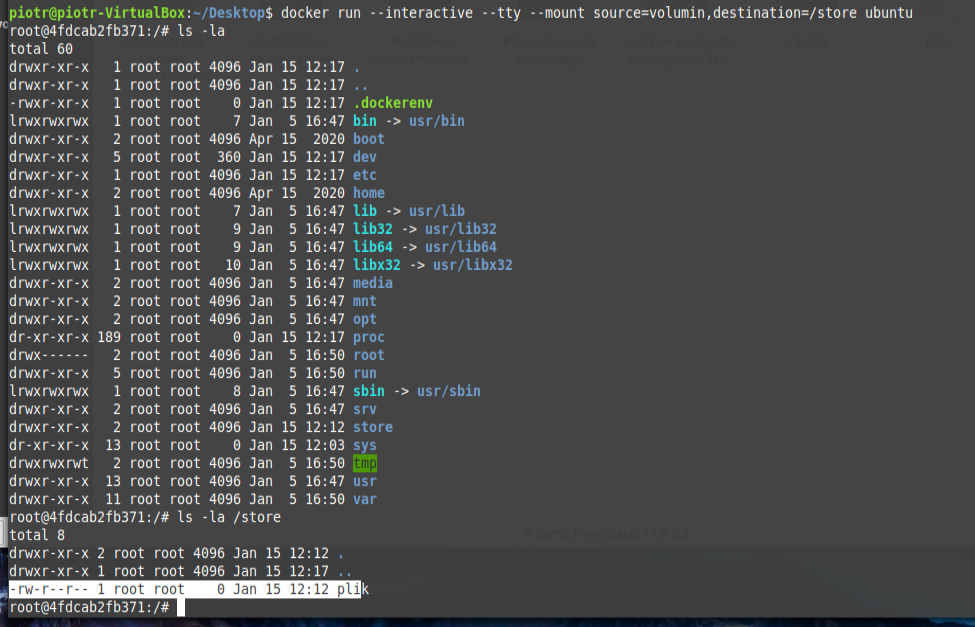 piotr@piotr-VirtualBox:~/Desktop$ docker run --interactive --tty --mount source=volumin,destination=/store ubuntu
root@4fdcab2fb371:/# ls -la
total 60
drwxr-xr-x   1 root root 4096 Jan 15 12:17 .
drwxr-xr-x   1 root root 4096 Jan 15 12:17 ..
-rwxr-xr-x   1 root root    0 Jan 15 12:17 .dockerenv
lrwxrwxrwx   1 root root    7 Jan  5 16:47 bin -> usr/bin
drwxr-xr-x   2 root root 4096 Apr 15  2020 boot
drwxr-xr-x   5 root root  360 Jan 15 12:17 dev
drwxr-xr-x   1 root root 4096 Jan 15 12:17 etc
drwxr-xr-x   2 root root 4096 Apr 15  2020 home
lrwxrwxrwx   1 root root    7 Jan  5 16:47 lib -> usr/lib
lrwxrwxrwx   1 root root    9 Jan  5 16:47 lib32 -> usr/lib32
lrwxrwxrwx   1 root root    9 Jan  5 16:47 lib64 -> usr/lib64
lrwxrwxrwx   1 root root   10 Jan  5 16:47 libx32 -> usr/libx32
drwxr-xr-x   2 root root 4096 Jan  5 16:47 media
drwxr-xr-x   2 root root 4096 Jan  5 16:47 mnt
drwxr-xr-x   2 root root 4096 Jan  5 16:47 opt
dr-xr-xr-x 189 root root    0 Jan 15 12:17 proc
drwx------   2 root root 4096 Jan  5 16:50 root
drwxr-xr-x   5 root root 4096 Jan  5 16:50 run
lrwxrwxrwx   1 root root    8 Jan  5 16:47 sbin -> usr/sbin
drwxr-xr-x   2 root root 4096 Jan  5 16:47 srv
drwxr-xr-x   2 root root 4096 Jan 15 12:12 store
dr-xr-xr-x  13 root root    0 Jan 15 12:03 sys
drwxrwxrwt   2 root root 4096 Jan  5 16:50 tmp
drwxr-xr-x  13 root root 4096 Jan  5 16:47 usr
drwxr-xr-x  11 root root 4096 Jan  5 16:50 var
root@4fdcab2fb371:/# ls -la /store
total 8
drwxr-xr-x 2 root root 4096 Jan 15 12:12 .
drwxr-xr-x 1 root root 4096 Jan 15 12:17 ..
-rw-r--r-- 1 root root    0 Jan 15 12:12 plik
root@4fdcab2fb371:/#